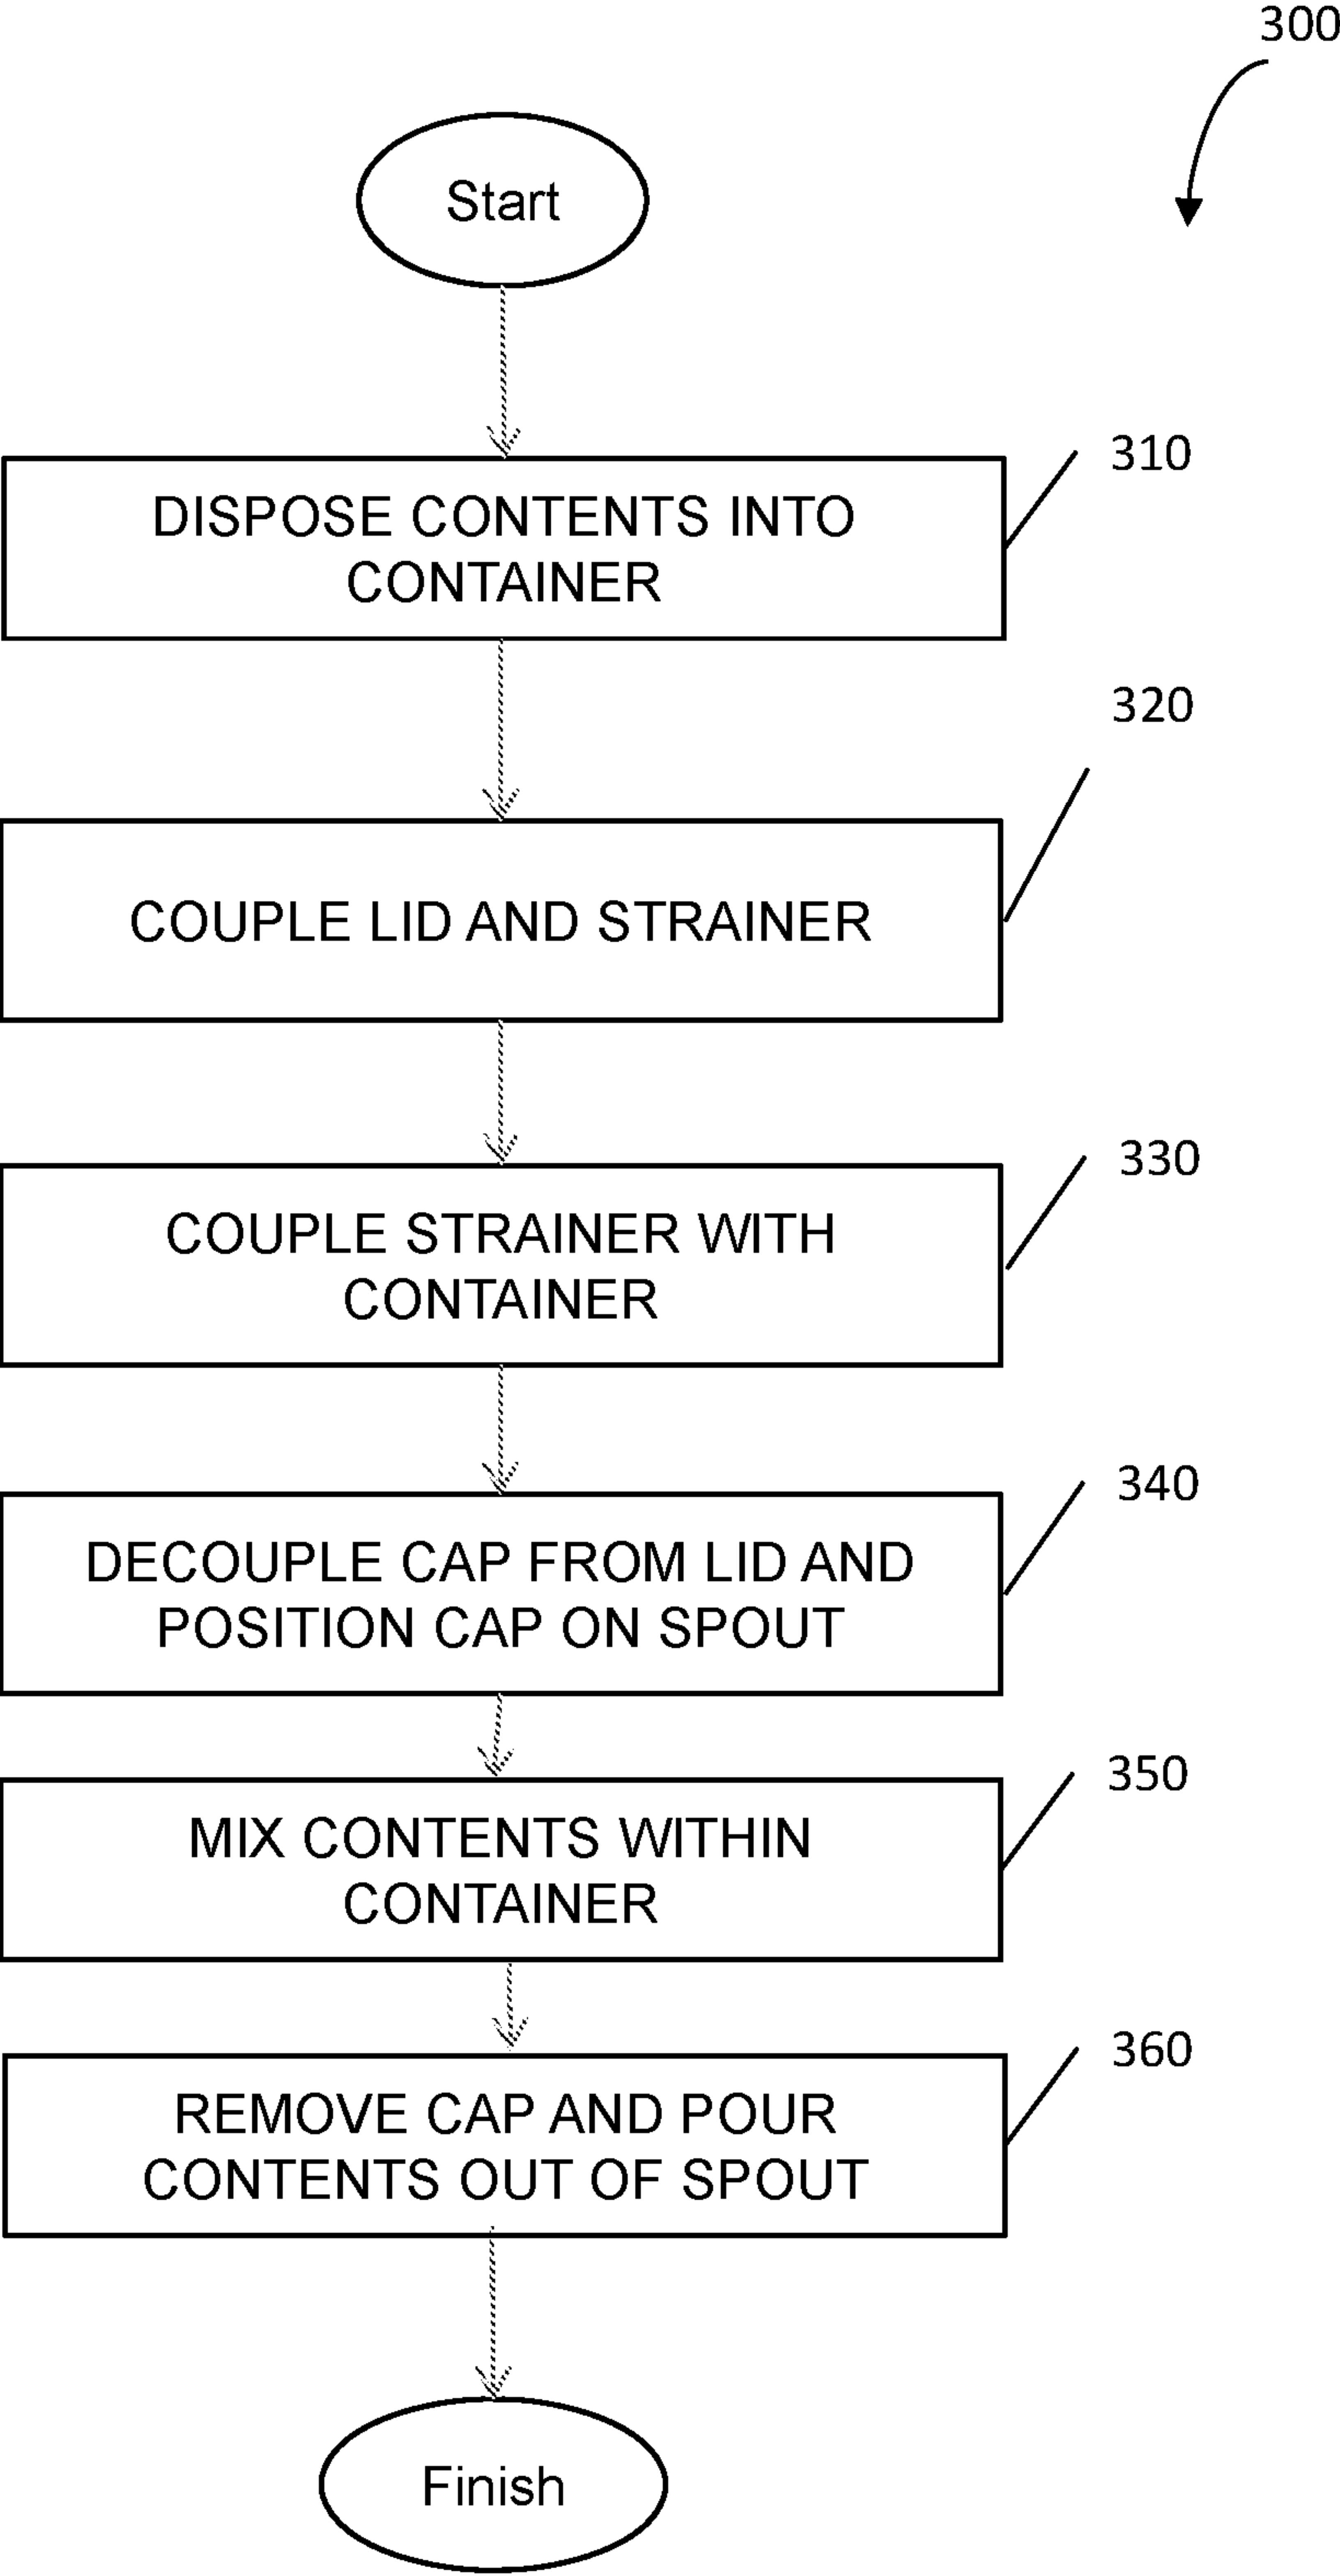 300
Start
310
DISPOSE CONTENTS INTO
CONTAINER
320
COUPLE LID AND STRAINER
330
COUPLE STRAINER WITH
CONTAINER
340
DECOUPLE CAP FROM LID AND
POSITION CAP ON SPOUT
350
MIX CONTENTS WITHIN
CONTAINER
360
REMOVE CAP AND POUR
CONTENTS OUT OF SPOUT
Finish